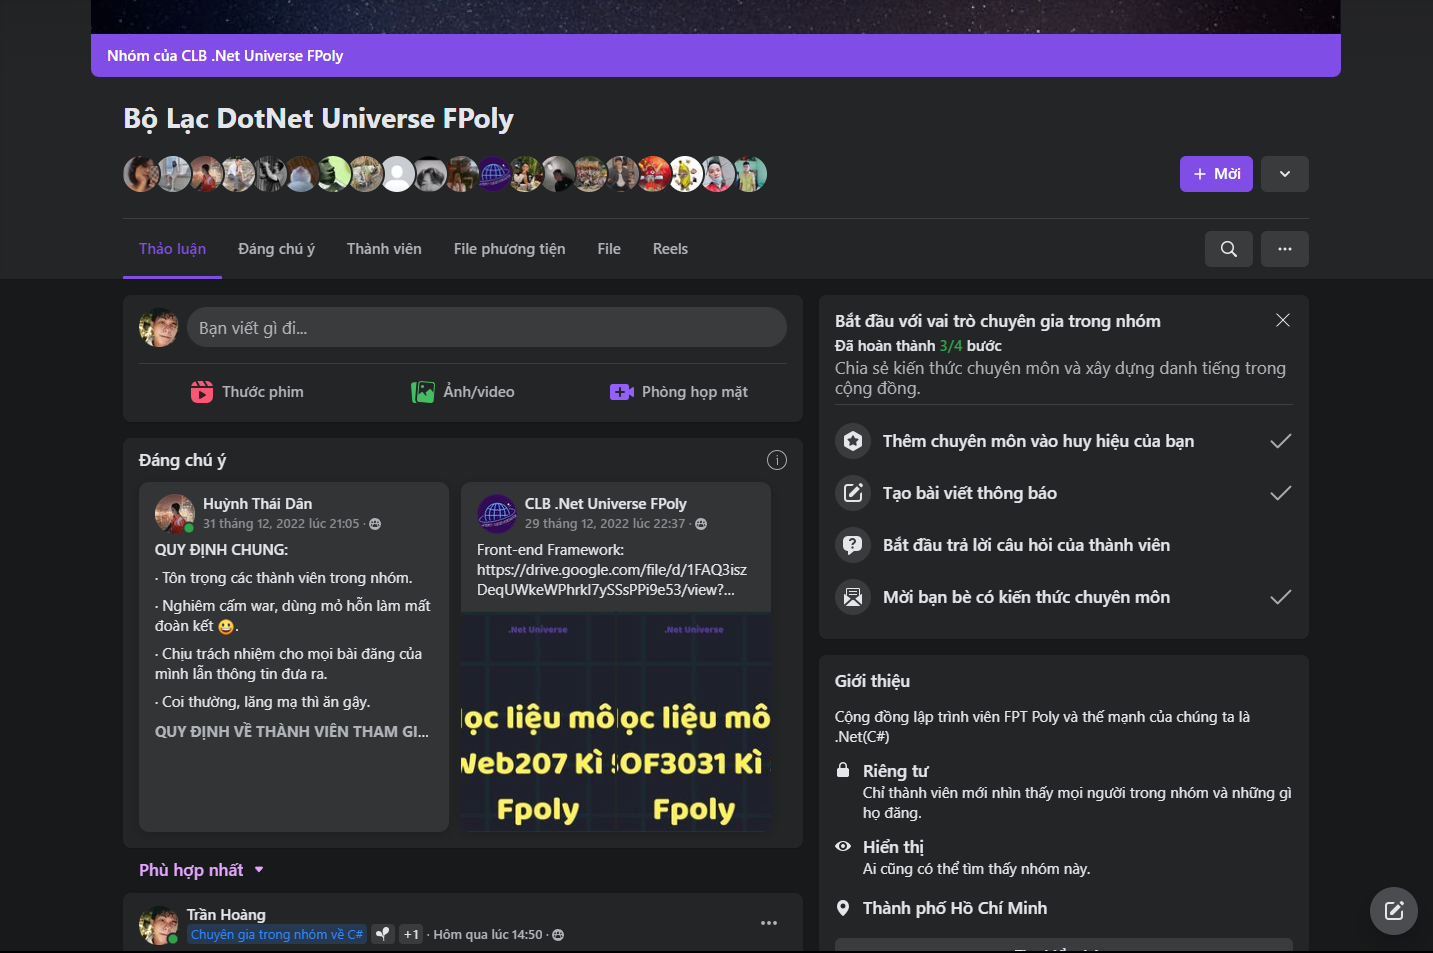 Nhóm của CLB .Net Universe FPoly
Bộ Lạc DotNet Universe FPoly
Mời
Thảo luận
Đáng chú ý
Thành viên
File phương tiện
File
Reels
Bạn viết gì đi...
Thước phim
Ảnh/video
Phòng họp mặt
Đáng chú ý
Huỳnh Thái Dân
31 tháng 12, 2022 lúc 21:05 ·
QUY ĐỊNH CHUNG:
· Tôn trọng các thành viên trong nhóm.
· Nghiêm cấm war, dùng mỏ hỗn làm mất
đoàn kết 😀.
· Chịu trách nhiệm cho mọi bài đăng của
mình lẫn thông tin đưa ra.
· Coi thường, lăng mạ thì ăn gậy.
QUY ĐỊNH VỀ THÀNH VIÊN THAM GI...
CLB .Net Universe FPoly
29 tháng 12, 2022 lúc 22:37 ·
Front-end Framework:
https://drive.google.com/file/d/1FAQ3isz
DeqUWkeWPhrkI7ySSsPPi9e53/view?...
.Net Universe
ọc liệu mô
Web207 Kì 5
Fpoly
.Net Universe
ọc liệu mô
SOF3031 Kì
Fpoly
Phù hợp nhất
Trần Hoàng
Chuyên gia trong nhóm về C# +1 · Hôm qua lúc 14:50 ·
Bắt đầu với vai trò chuyên gia trong nhóm
Đã hoàn thành 3/4 bước
Chia sẻ kiến thức chuyên môn và xây dựng danh tiếng trong
cộng đồng.
Thêm chuyên môn vào huy hiệu của bạn
Tạo bài viết thông báo
Bắt đầu trả lời câu hỏi của thành viên
Mời bạn bè có kiến thức chuyên môn
Giới thiệu
Cộng đồng lập trình viên FPT Poly và thế mạnh của chúng ta là
.Net(C#)
Riêng tư
Chỉ thành viên mới nhìn thấy mọi người trong nhóm và những gì
họ đăng.
Hiển thị
Ai cũng có thể tìm thấy nhóm này.
Thành phố Hồ Chí Minh